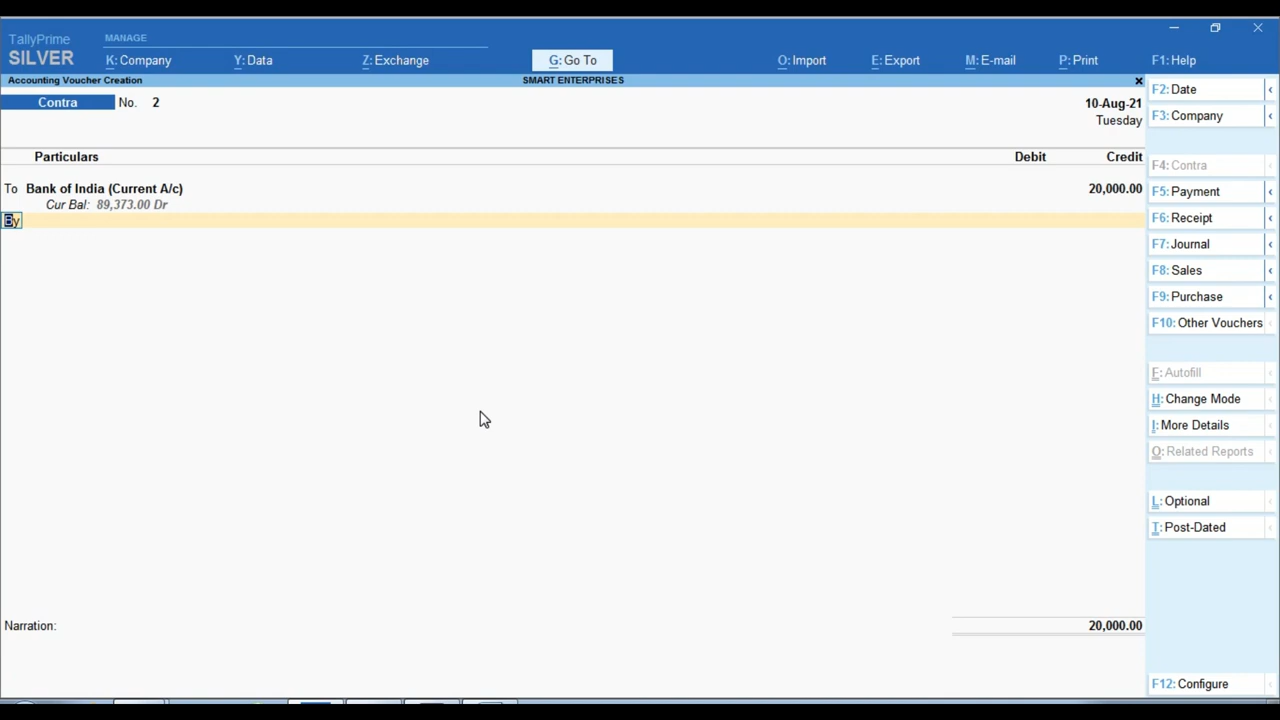 TallyPrime
SILVER
MANAGE
K: Company
Y: Data
Z: Exchange
G: Go To
O: Import
E: Export
M: E-mail
P: Print
F1: Help
Accounting Voucher Creation
SMART ENTERPRISES
Contra
No. 2
10-Aug-21
Tuesday
Particulars
Debit
Credit
To Bank of India (Current A/c)
20,000.00
Cur Bal: 89,373.00 Dr
By
Narration:
20,000.00
F2: Date
F3: Company
F4: Contra
F5: Payment
F6: Receipt
F7: Journal
F8: Sales
F9: Purchase
F10: Other Vouchers
F: Autofill
H: Change Mode
I: More Details
O: Related Reports
L: Optional
T: Post-Dated
F12: Configure